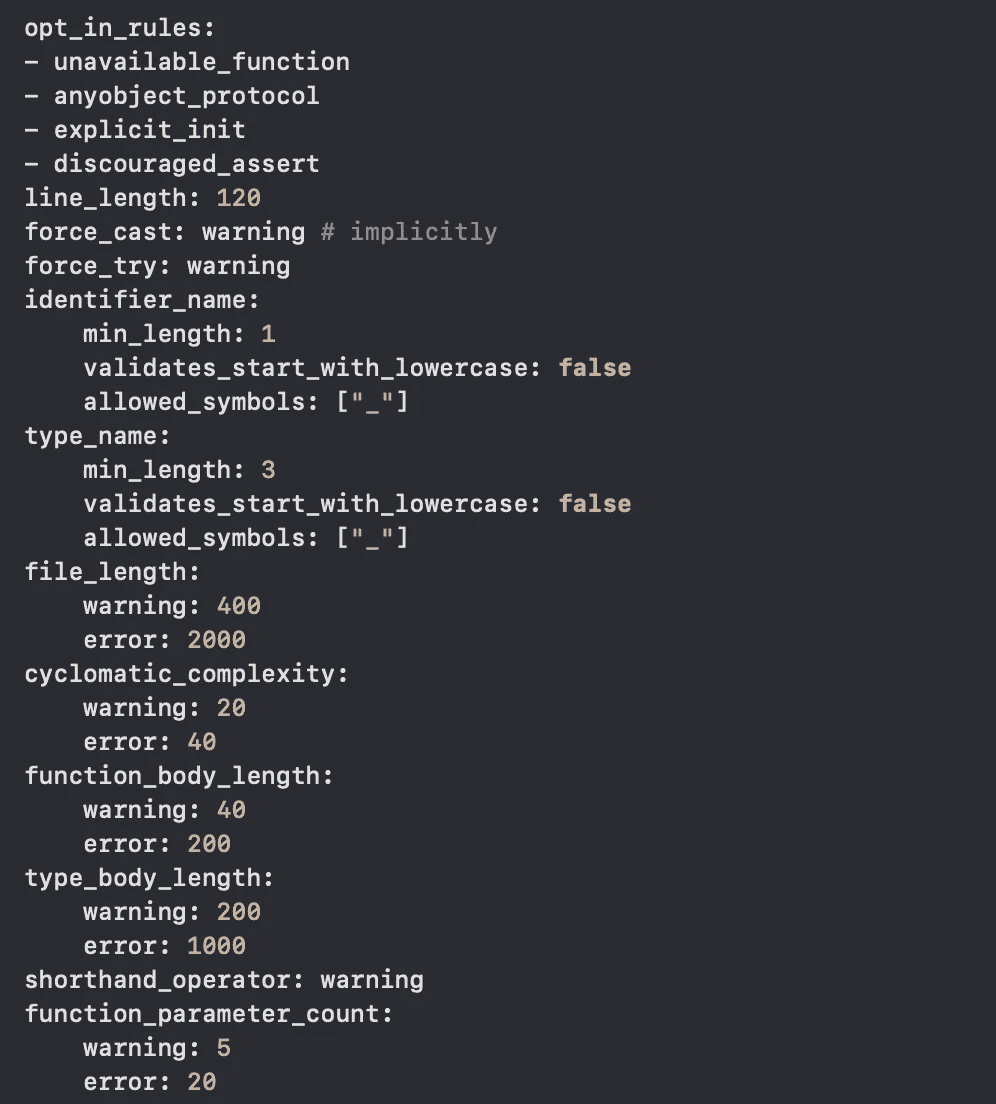 opt_in_rules:
- unavailable_function
- anyobject_protocol
- explicit_init
- discouraged_assert
line_length: 120
force_cast: warning # implicitly
force_try: warning
identifier_name:
    min_length: 1
    validates_start_with_lowercase: false
    allowed_symbols: ["_"]
type_name:
    min_length: 3
    validates_start_with_lowercase: false
    allowed_symbols: ["_"]
file_length:
    warning: 400
    error: 2000
cyclomatic_complexity:
    warning: 20
    error: 40
function_body_length:
    warning: 40
    error: 200
type_body_length:
    warning: 200
    error: 1000
shorthand_operator: warning
function_parameter_count:
    warning: 5
    error: 20